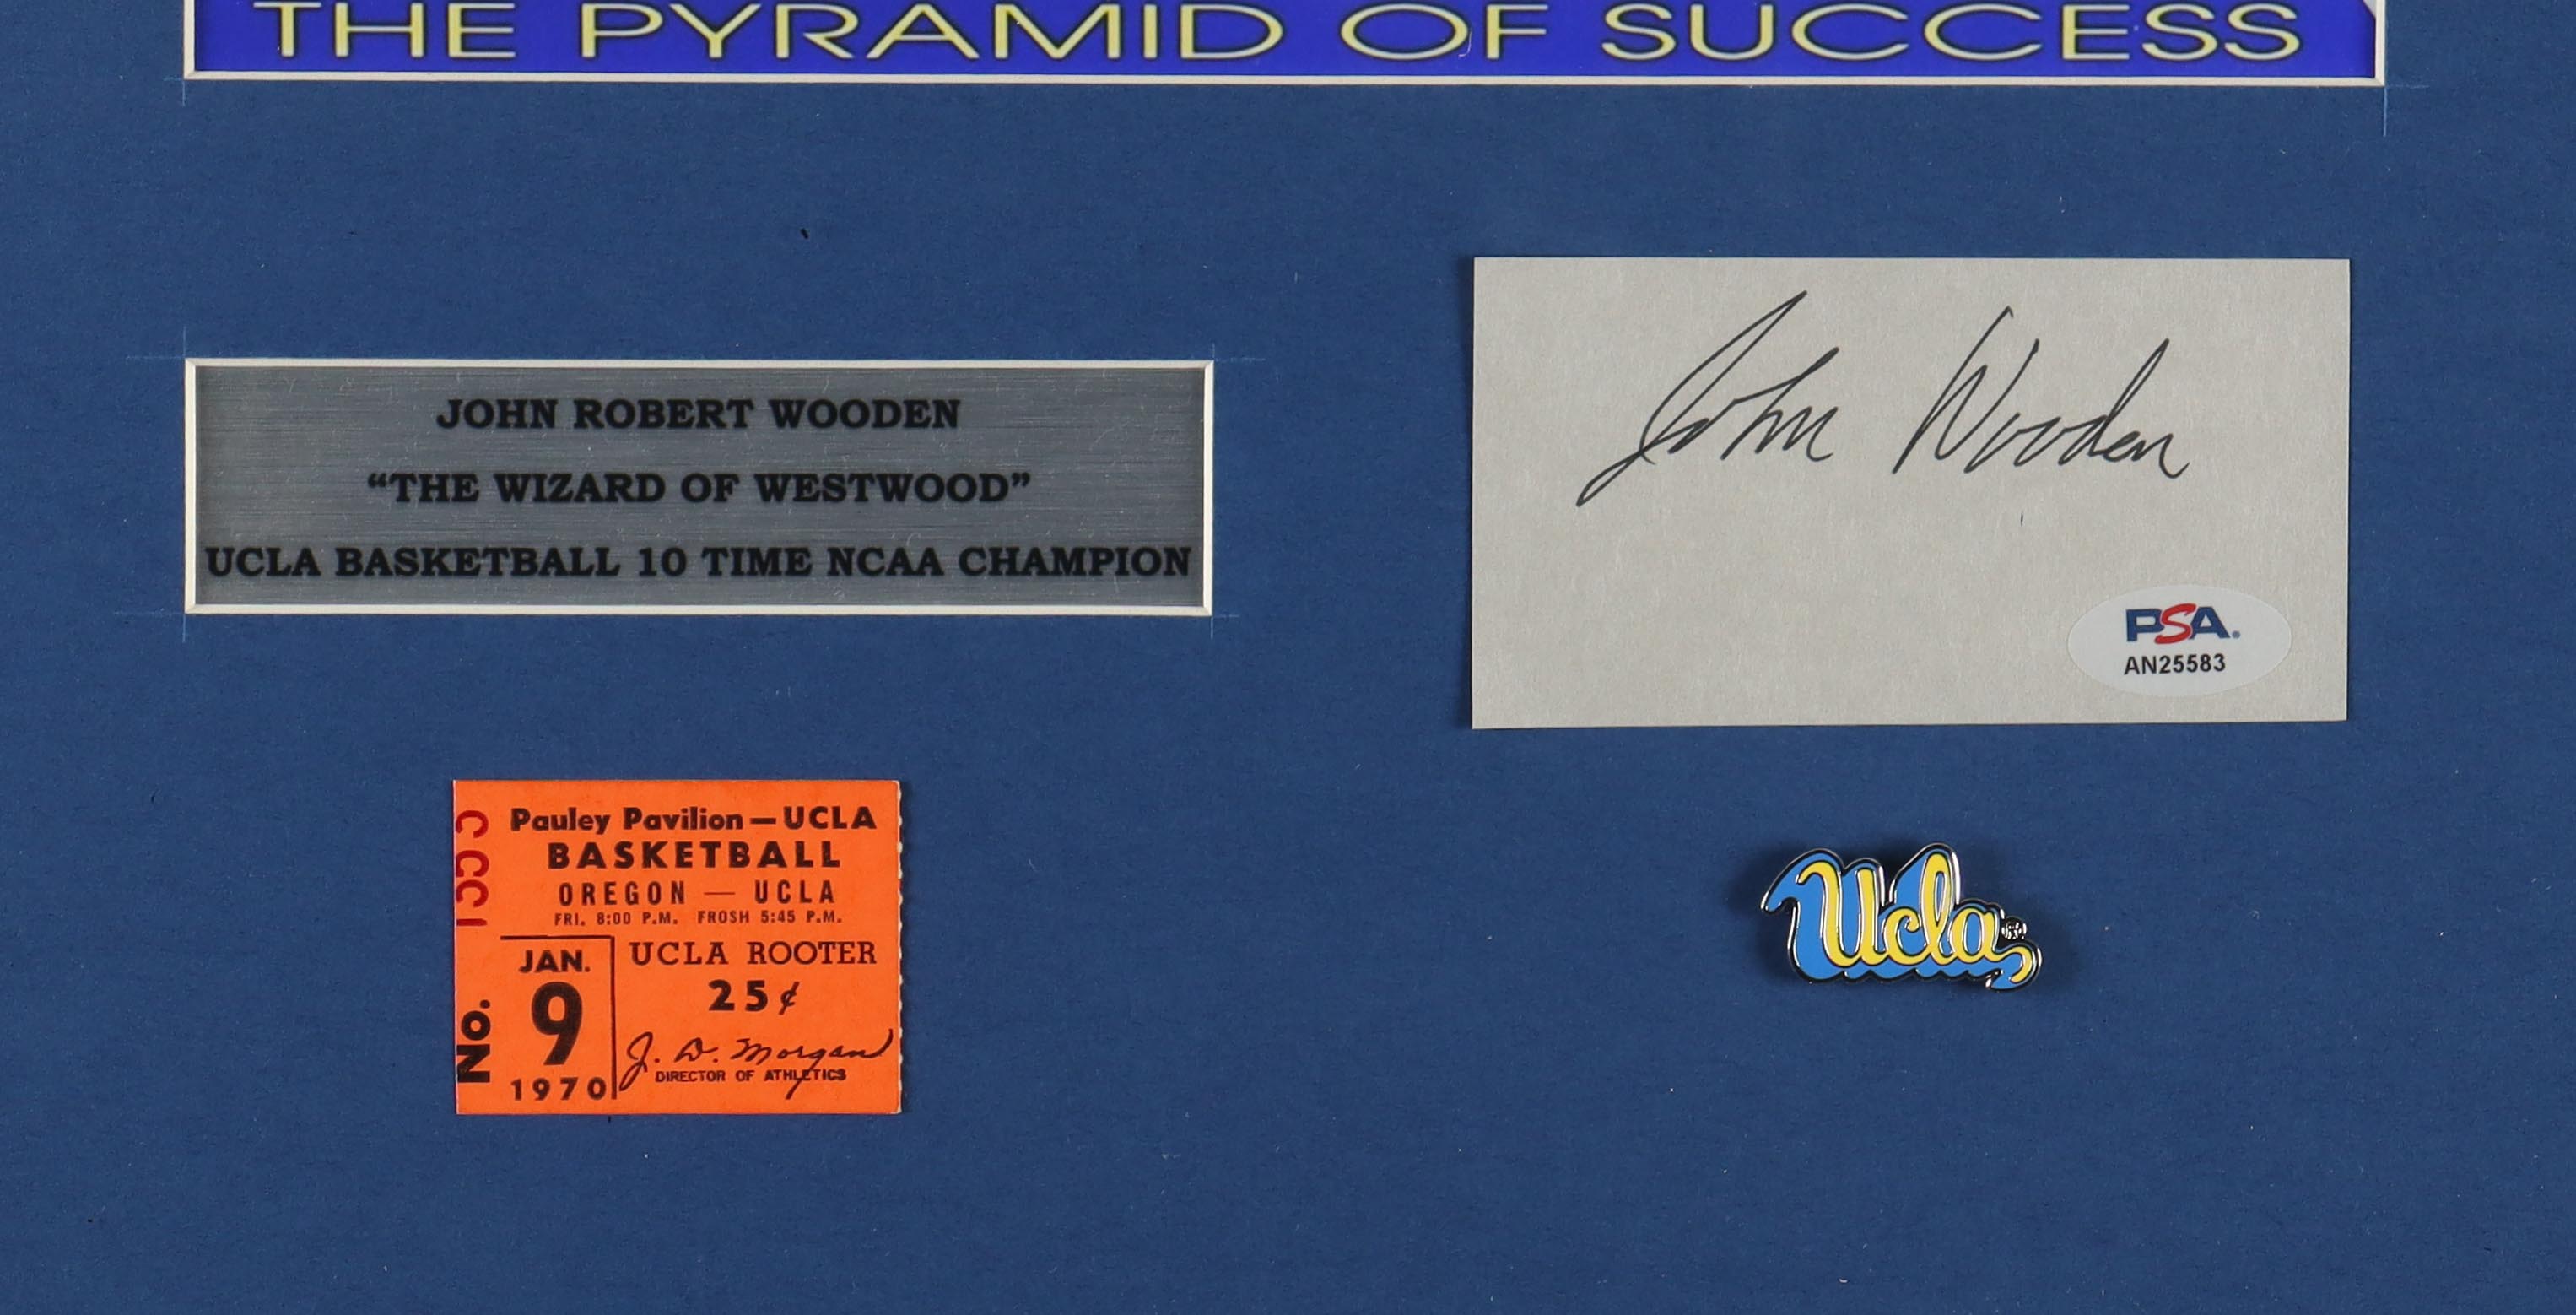 THE PYRAMID OF SUCCESS
JOHN ROBERT WOODEN
“THE WIZARD OF WESTWOOD”
UCLA BASKETBALL 10 TIME NCAA CHAMPION
John Wooden
PSA.
AN25583
Pauley Pavilion — UCLA
BASKETBALL
OREGON — UCLA
FRI. 8:00 P.M. FROSH 5:45 P.M.
JAN.
9
1970
UCLA ROOTER
25¢
J. D. Morgan
DIRECTOR OF ATHLETICS
No.
Ucla®